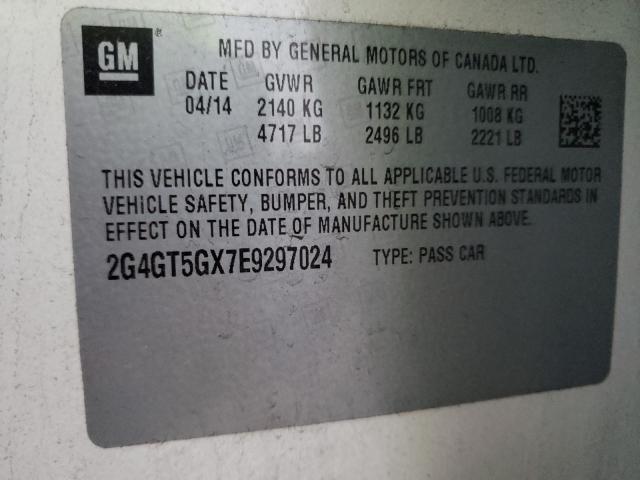 GM® MFD BY GENERAL MOTORS OF CANADA LTD.
DATE GVWR GAWR FRT GAWR RR
04/14 2140 KG 1132 KG 1008 KG
4717 LB 2496 LB 2221 LB
THIS VEHICLE CONFORMS TO ALL APPLICABLE U.S. FEDERAL MOTOR
VEHICLE SAFETY, BUMPER, AND THEFT PREVENTION STANDARDS IN
EFFECT ON THE DATE OF MANUFACTURE SHOWN ABOVE.
2G4GT5GX7E9297024 TYPE: PASS CAR